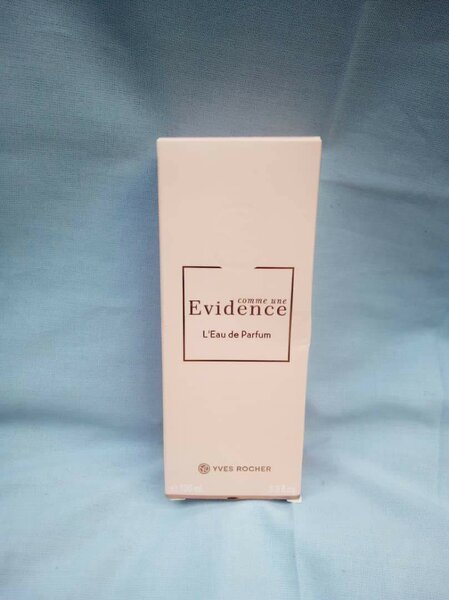 comme une
Evidence
L'Eau de Parfum
YVES ROCHER